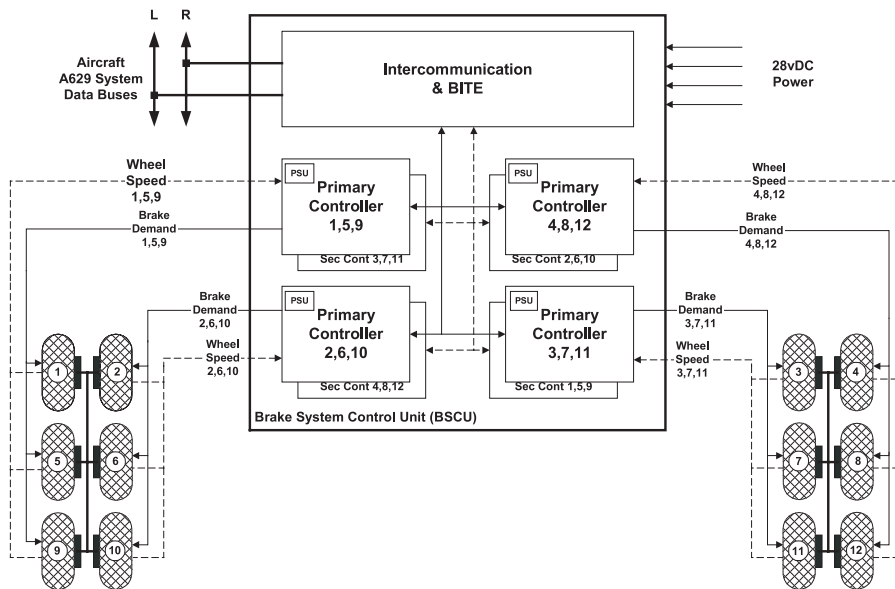 L R
Aircraft
A629 System
Data Buses
Intercommunication
& BITE
28vDC
Power
Wheel
Speed
1,5,9
Brake
Demand
1,5,9
PSU
Primary
Controller
1,5,9
Sec Cont 3,7,11
PSU
Primary
Controller
4,8,12
Sec Cont 2,6,10
Wheel
Speed
4,8,12
Brake
Demand
4,8,12
Brake
Demand
2,6,10
Wheel
Speed
2,6,10
PSU
Primary
Controller
2,6,10
Sec Cont 4,8,12
PSU
Primary
Controller
3,7,11
Sec Cont 1,5,9
Brake
Demand
3,7,11
Wheel
Speed
3,7,11
Brake System Control Unit (BSCU)
1 2
3 4
5 6
7 8
9 10
11 12